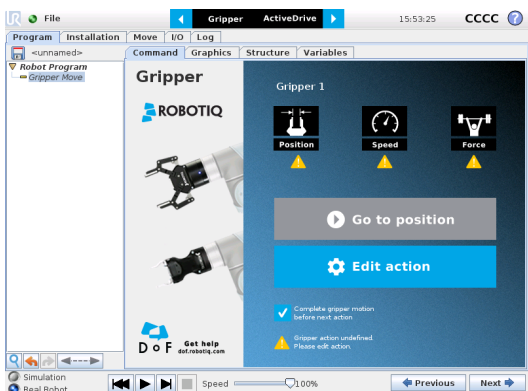 File
Gripper ActiveDrive
15:53:25 CCCC ?
Program Installation Move I/O Log
<unnamed>
Command Graphics Structure Variables
Robot Program
Gripper Move
Gripper
ROBOTIQ
Gripper 1
Position Speed Force
Go to position
Edit action
Complete gripper motion
before next action
Gripper action undefined
Please edit action
DoF
Get help
dof.robotiq.com
Simulation
Real Robot
Speed 100%
Previous Next